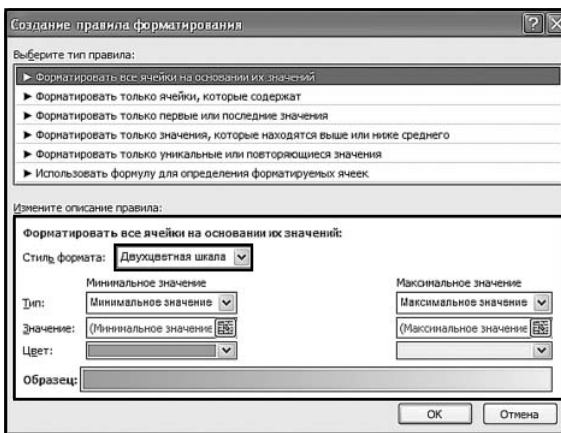 Создание правила форматирования
Выберите тип правила:
► Форматировать все ячейки на основании их значений
► Форматировать только ячейки, которые содержат
► Форматировать только первые или последние значения
► Форматировать только значения, которые находятся выше или ниже среднего
► Форматировать только уникальные или повторяющиеся значения
► Использовать формулу для определения форматируемых ячеек
Измените описание правила:
Форматировать все ячейки на основании их значений:
Стиль формата: Двухцветная шкала
Минимальное значение Максимальное значение
Тип: Минимальное значение Максимальное значение
Значение: (Минимальное значение (Максимальное значение
Цвет:
Образец:
ОК Отмена